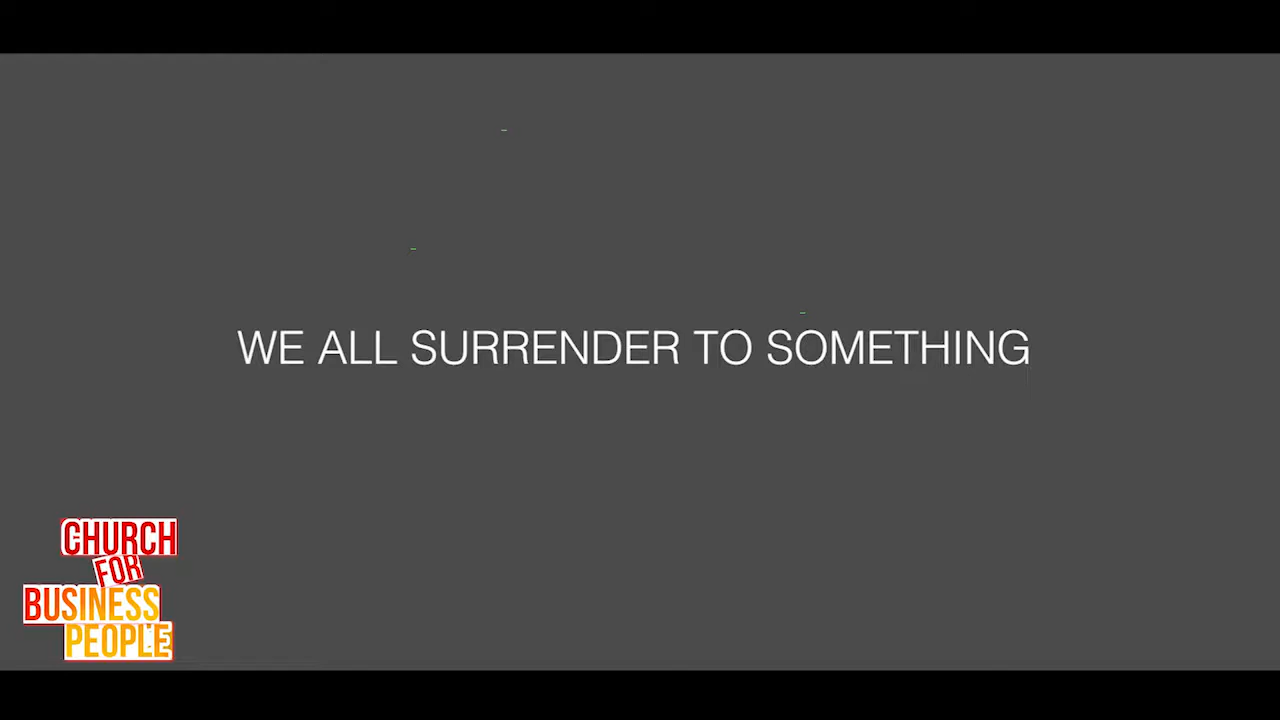 WE ALL SURRENDER TO SOMETHING
CHURCH
FOR
BUSINESS
PEOPLE